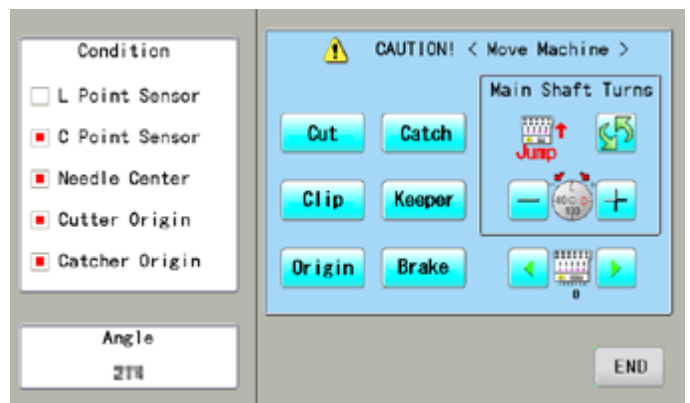 Condition
L Point Sensor
C Point Sensor
Needle Center
Cutter Origin
Catcher Origin
Angle
CAUTION! < Move Machine >
Main Shaft Turns
Cut
Catch
Jump
Clip
Keeper
-
+
Origin
Brake
0
END